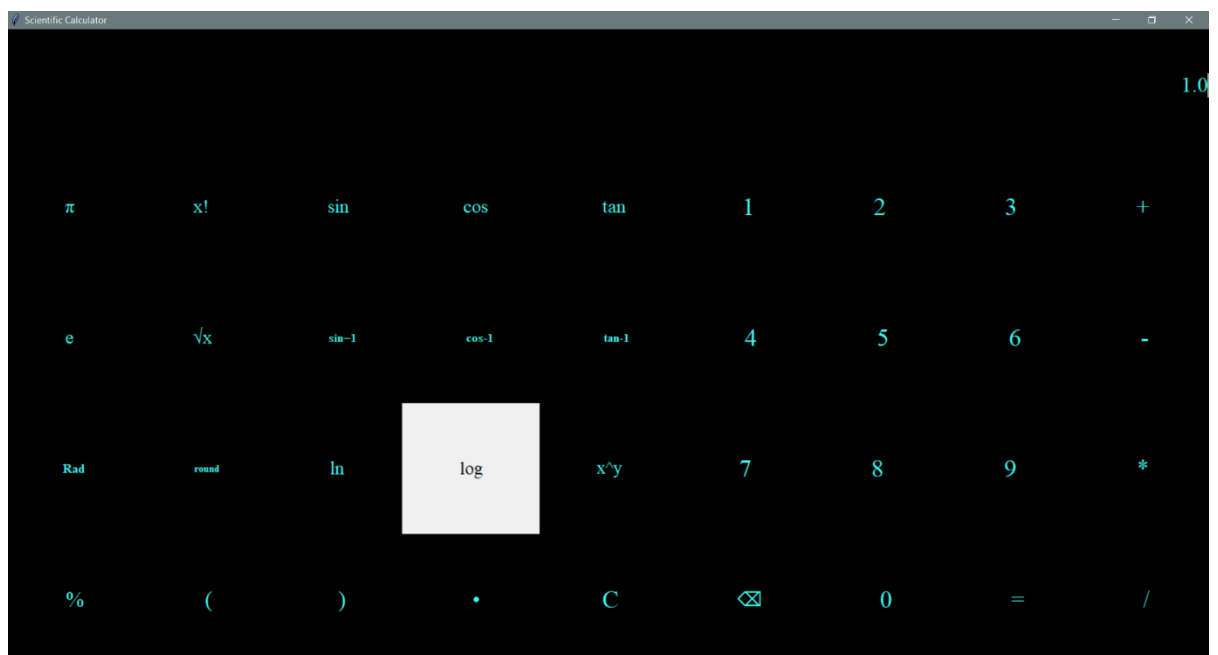 Scientific Calculator
1.0
π x! sin cos tan 1 2 3 +
e √x sin−1 cos-1 tan-1 4 5 6 -
Rad round ln log x^y 7 8 9 *
% ( ) • C ⌫ 0 = /